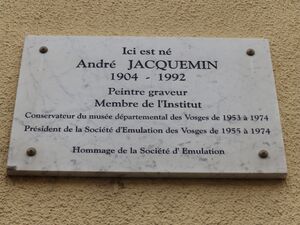 Ici est né
André JACQUEMIN
1904 - 1992
Peintre graveur
Membre de l'Institut
Conservateur du musée départemental des Vosges de 1953 à 1974
Président de la Société d'Emulation des Vosges de 1955 à 1974
Hommage de la Société d'Emulation